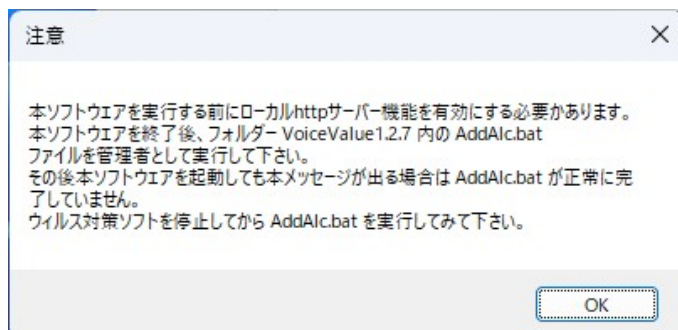 注意
本ソフトウェアを実行する前にローカルhttpサーバー機能を有効にする必要かあります。
本ソフトウエアを終了後、フォルダー VoiceValue1.2.7 内の AddAlc.bat
ファイルを管理者として実行して下さい。
その後本ソフトウエアを起動しても本メッセージが出る場合は AddAlc.bat が正常に完
了していません。
ウィルス対策ソフトを停止してから AddAlc.bat を実行してみて下さい。
OK